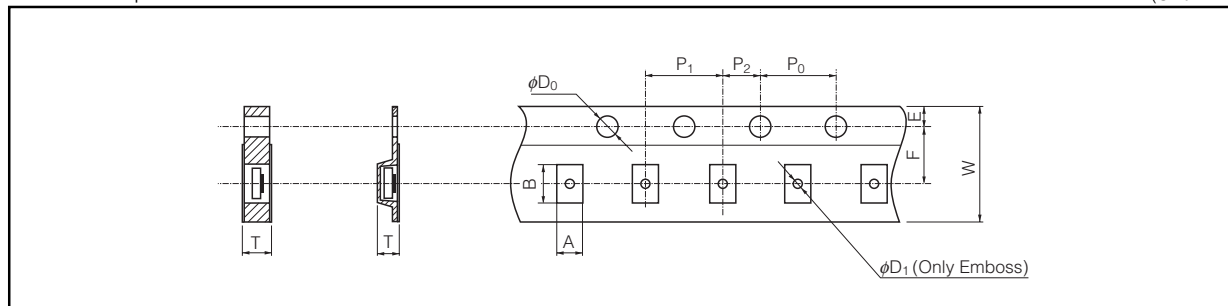 P₁ P₂ P₀
ϕD₀
E
F
W
B
A
T
T
ϕD₁ (Only Emboss)